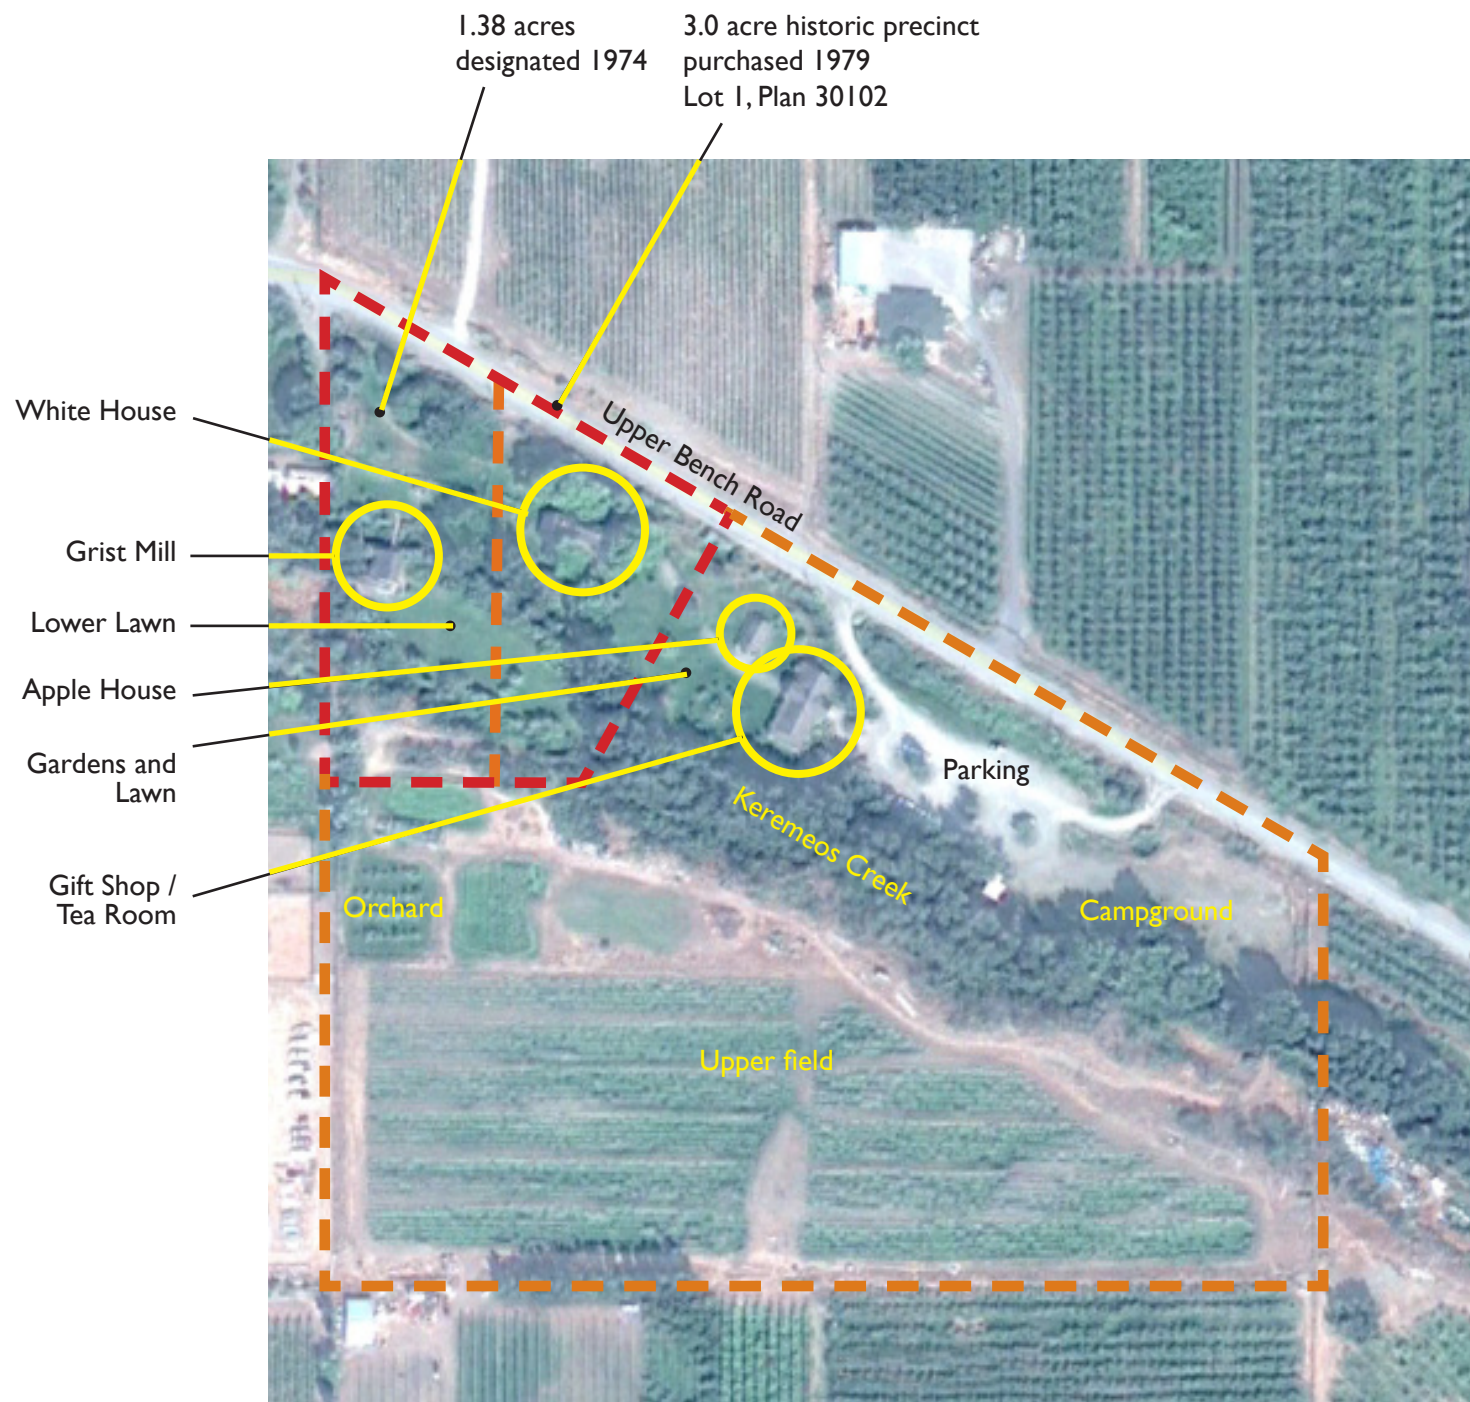 1.38 acres
designated 1974
3.0 acre historic precinct
purchased 1979
Lot 1, Plan 30102
White House
Grist Mill
Lower Lawn
Apple House
Gardens and
Lawn
Gift Shop /
Tea Room
Upper Bench Road
Parking
Keremeos Creek
Orchard
Campground
Upper field